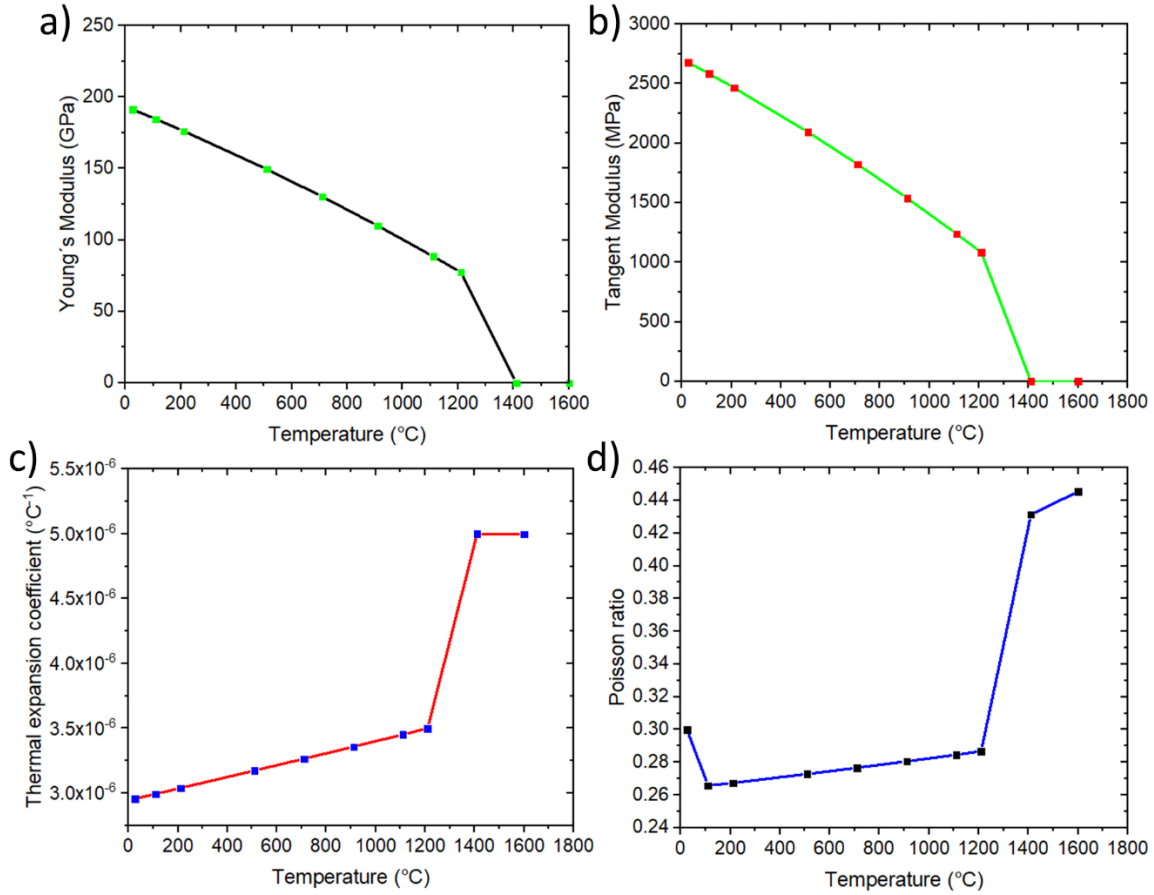 a)
250
200
150
100
50
0
Young´s Modulus (GPa)
0 200 400 600 800 1000 1200 1400 1600
Temperature (°C)
b)
3000
2500
2000
1500
1000
500
0
Tangent Modulus (MPa)
0 200 400 600 800 1000 1200 1400 1600 1800
Temperature (°C)
c)
5.5x10⁻⁶
5.0x10⁻⁶
4.5x10⁻⁶
4.0x10⁻⁶
3.5x10⁻⁶
3.0x10⁻⁶
Thermal expansion coefficient (°C⁻¹)
0 200 400 600 800 1000 1200 1400 1600 1800
Temperature (°C)
d)
0.46
0.44
0.42
0.40
0.38
0.36
0.34
0.32
0.30
0.28
0.26
0.24
Poisson ratio
0 200 400 600 800 1000 1200 1400 1600 1800
Temperature (°C)